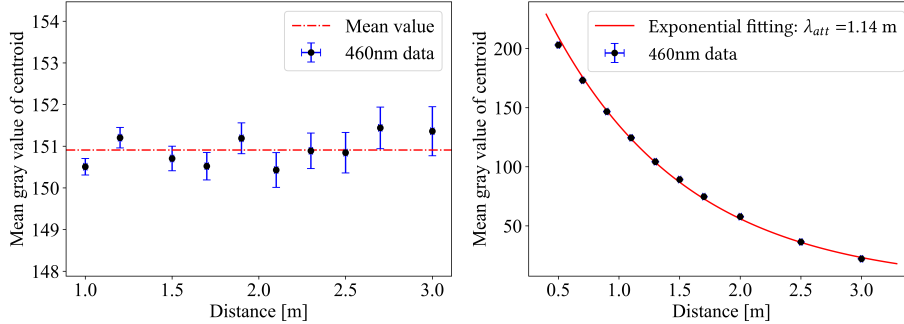 154
153
152
151
150
149
148
Mean gray value of centroid
Mean value
460nm data
1.0 1.5 2.0 2.5 3.0
Distance [m]
200
150
100
50
Mean gray value of centroid
Exponential fitting: λatt =1.14 m
460nm data
0.5 1.0 1.5 2.0 2.5 3.0
Distance [m]